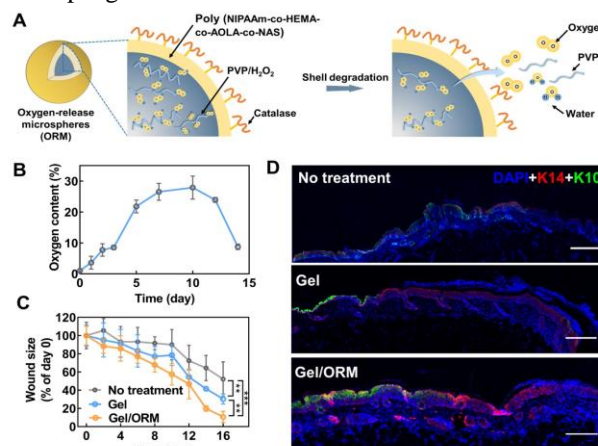 A
Poly (NIPAAm-co-HEMA-
co-AOLA-co-NAS)
PVP/H₂O₂
Catalase
Oxygen-release
microspheres
(ORM)
Shell degradation
Oxyge
PVP
Water
B
Oxygen content (%)
30
20
10
0
0 5 10 15
Time (day)
C
Wound size
(% of day 0)
120
100
80
60
40
20
0
No treatment
Gel
Gel/ORM
**
**
***
0 4 8 12 16
D
No treatment
DAPI+K14+K10
Gel
Gel/ORM